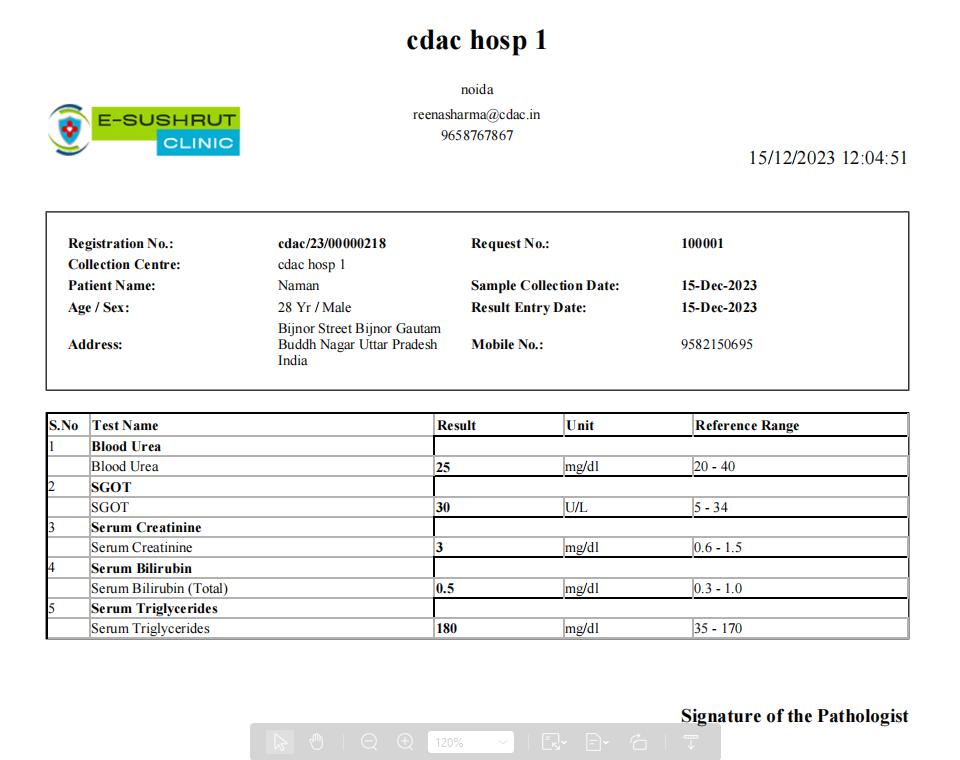 cdac hosp 1
noida
reenasharma@cdac.in
9658767867
E-SUSHRUT
CLINIC
15/12/2023 12:04:51
Registration No.: cdac/23/00000218 Request No.: 100001
Collection Centre: cdac hosp 1
Patient Name: Naman Sample Collection Date: 15-Dec-2023
Age / Sex: 28 Yr / Male Result Entry Date: 15-Dec-2023
Address: Bijnor Street Bijnor Gautam
Buddh Nagar Uttar Pradesh
India
Mobile No.: 9582150695
S.No Test Name Result Unit Reference Range
1 Blood Urea
Blood Urea 25 mg/dl 20 - 40
2 SGOT
SGOT 30 U/L 5 - 34
3 Serum Creatinine
Serum Creatinine 3 mg/dl 0.6 - 1.5
4 Serum Bilirubin
Serum Bilirubin (Total) 0.5 mg/dl 0.3 - 1.0
5 Serum Triglycerides
Serum Triglycerides 180 mg/dl 35 - 170
Signature of the Pathologist
120%